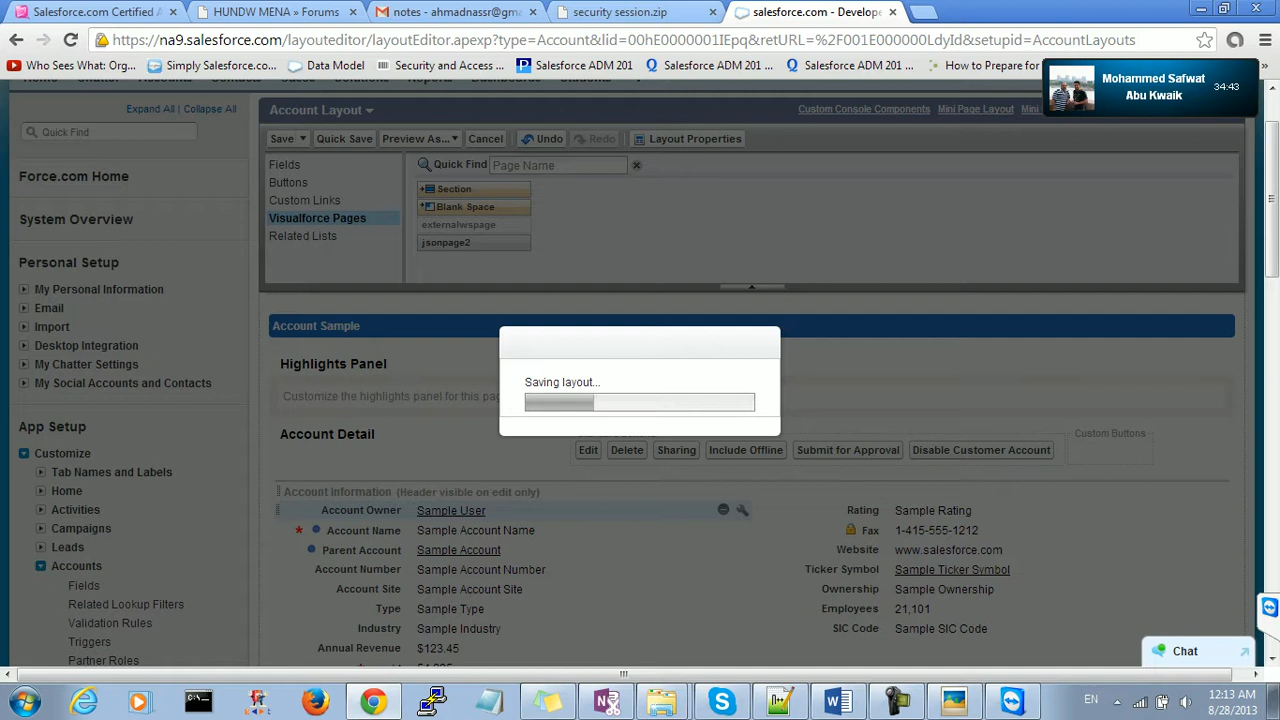 Salesforce.com Certified A
HUNDW MENA » Forums
notes - ahmadnassr@gma
security session.zip
salesforce.com - Develope
https://na9.salesforce.com/layouteditor/layoutEditor.apexp?type=Account&lid=00hE0000001IEpq&retURL=%2F001E000000LdyId&setupid=AccountLayouts
Who Sees What: Org...
Simply Salesforce.co...
Data Model
Security and Access...
Salesforce ADM 201
Salesforce ADM 201 ...
Salesforce ADM 201 ...
How to Prepare for
Mohammed Safwat
Abu Kwaik
34:43
Expand All | Collapse All
Quick Find
Force.com Home
System Overview
Personal Setup
My Personal Information
Email
Import
Desktop Integration
My Chatter Settings
My Social Accounts and Contacts
App Setup
Customize
Tab Names and Labels
Home
Activities
Campaigns
Leads
Accounts
Fields
Related Lookup Filters
Validation Rules
Triggers
Partner Roles
Account Layout
Custom Console Components
Mini Page Layout
Mini
Save
Quick Save
Preview As...
Cancel
Undo
Redo
Layout Properties
Fields
Buttons
Custom Links
Visualforce Pages
Related Lists
Quick Find
Page Name
Section
Blank Space
externalwspage
jsonpage2
Account Sample
Highlights Panel
Customize the highlights panel for this pag
Saving layout...
Account Detail
Edit
Delete
Sharing
Include Offline
Submit for Approval
Disable Customer Account
Custom Buttons
Account Information (Header visible on edit only)
Account Owner Sample User
Rating Sample Rating
* Account Name Sample Account Name
Fax 1-415-555-1212
Parent Account Sample Account
Website www.salesforce.com
Account Number Sample Account Number
Ticker Symbol Sample Ticker Symbol
Account Site Sample Account Site
Ownership Sample Ownership
Type Sample Type
Employees 21,101
Industry Sample Industry
SIC Code Sample SIC Code
Annual Revenue $123.45
Chat
EN
12:13 AM
8/28/2013